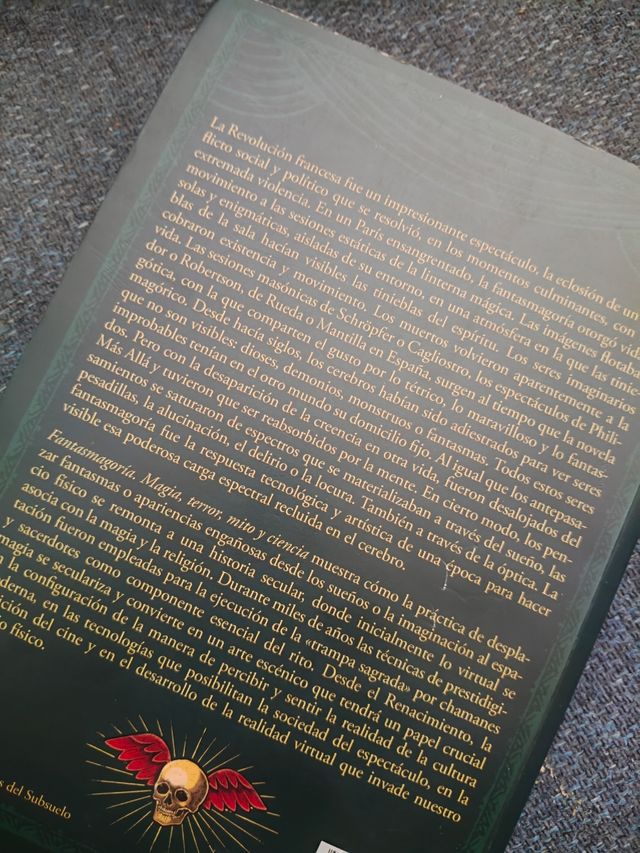 La Revolución francesa fue un impresionante espectáculo, la eclosión de un
flicto social y político que se resolvió, en los momentos culminantes, con
extremada violencia. En un París ensangrentado, la fantasmagoría otorgó
movimiento a las sesiones estáticas de la linterna mágica. Las imágenes
solas y enigmáticas, aisladas de su entorno, en una atmósfera en la que las tinie-
blas de la sala hacían visibles las tinieblas del espíritu. Los seres imaginarios
cobraron existencia y movimiento. Los muertos volvieron aparentemente a la
vida. Las sesiones masónicas de Schröpfer o Cagliostro, los espectáculos de Phili-
dor o Robertson, de Rueda o Mantilla en España, surgen al tiempo que la novela
gótica, con la que comparten el gusto por lo tétrico, lo maravilloso y lo fantas-
magórico. Desde hacía siglos, los cerebros habían sido adiestrados para ver seres
que no son visibles: dioses, demonios, monstruos o fantasmas. Todos estos seres
improbables tenían en el otro mundo su domicilio fijo. Al igual que los antepasa-
dos. Pero con la desaparición de la creencia en otra vida, fueron desalojados del
Más Allá y tuvieron que ser reabsorbidos por la mente. En cierto modo, los pen-
samientos se saturaron de espectros que se materializaban a través del sueño, las
pesadillas, la alucinación, el delirio o la locura. También a través de la óptica. La
fantasmagoría fue la respuesta tecnológica y artística de una época para hacer
visible esa poderosa carga espectral recluida en el cerebro.
Fantasmagoría. Magia, terror, mito y ciencia muestra cómo la práctica de despla-
zar fantasmas o apariencias engañosas desde los sueños o la imaginación al espa-
cio físico se remonta a una historia secular, donde inicialmente lo virtual se
asocia con la magia y la religión. Durante miles de años las técnicas de prestidigi-
tación fueron empleadas para la ejecución de la «trampa sagrada» por chamanes
y sacerdotes como componente esencial del rito. Desde el Renacimiento, la
magia se seculariza y convierte en un arte escénico que tendrá un papel crucial
la configuración de la manera de percibir y sentir la realidad de la cultura
en las tecnologías que posibilitan la sociedad del espectáculo, en la
del cine y en el desarrollo de la realidad virtual que invade nuestro
físico.
del Subsuelo